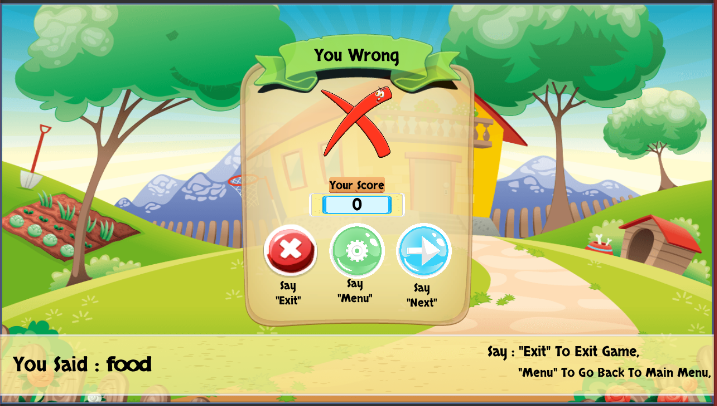 You Wrong
Your Score
0
Say
"Exit"
Say
"Menu"
Say
"Next"
You Said : food
Say : "Exit" To Exit Game,
"Menu" To Go Back To Main Menu,